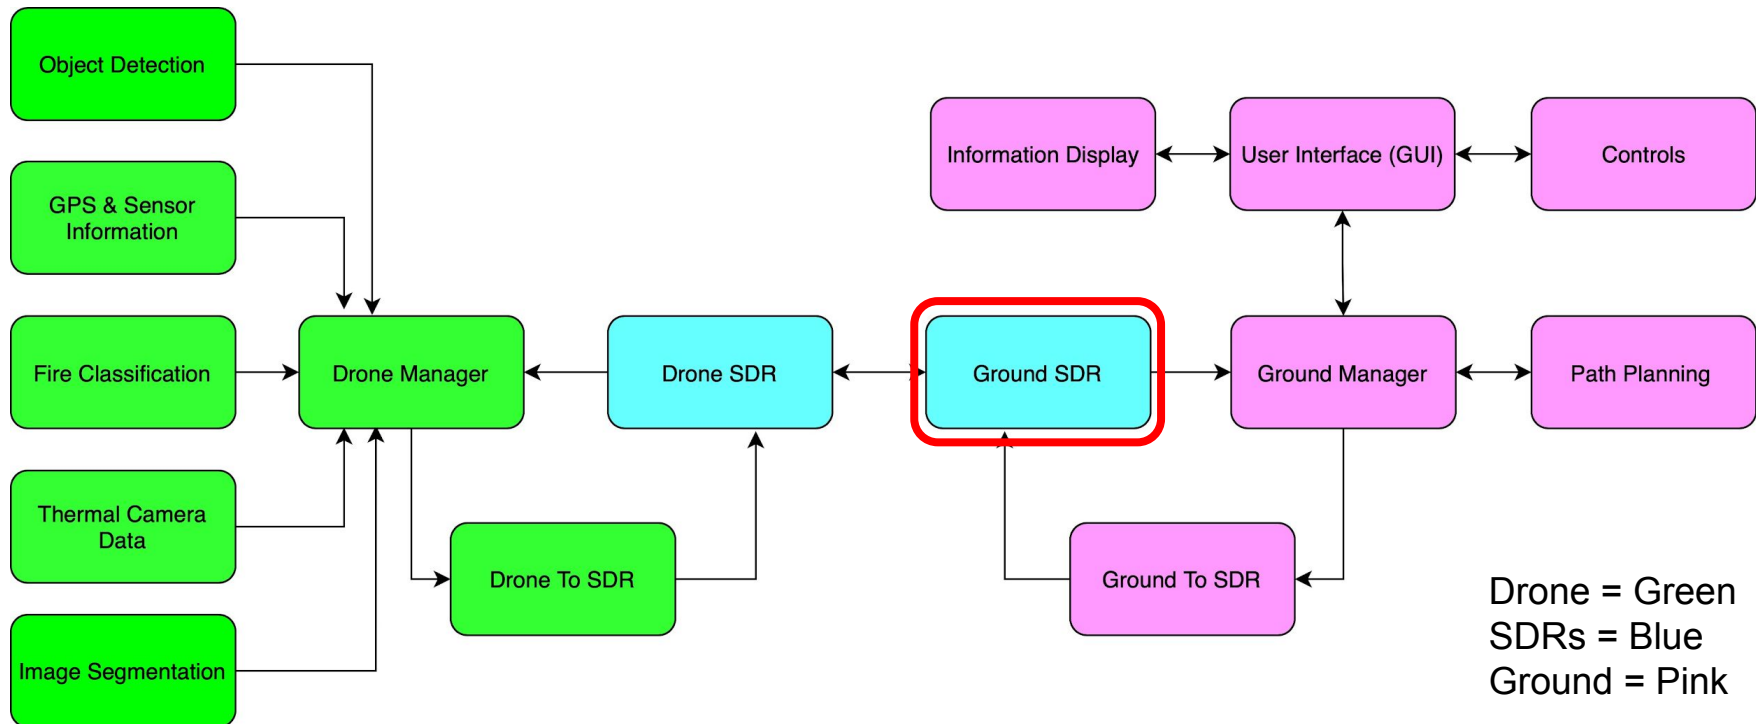 Object Detection
GPS & Sensor
Information
Fire Classification
Thermal Camera
Data
Image Segmentation
Drone Manager
Drone To SDR
Drone SDR
Ground SDR
Information Display
User Interface (GUI)
Controls
Ground Manager
Path Planning
Ground To SDR
Drone = Green
SDRs = Blue
Ground = Pink